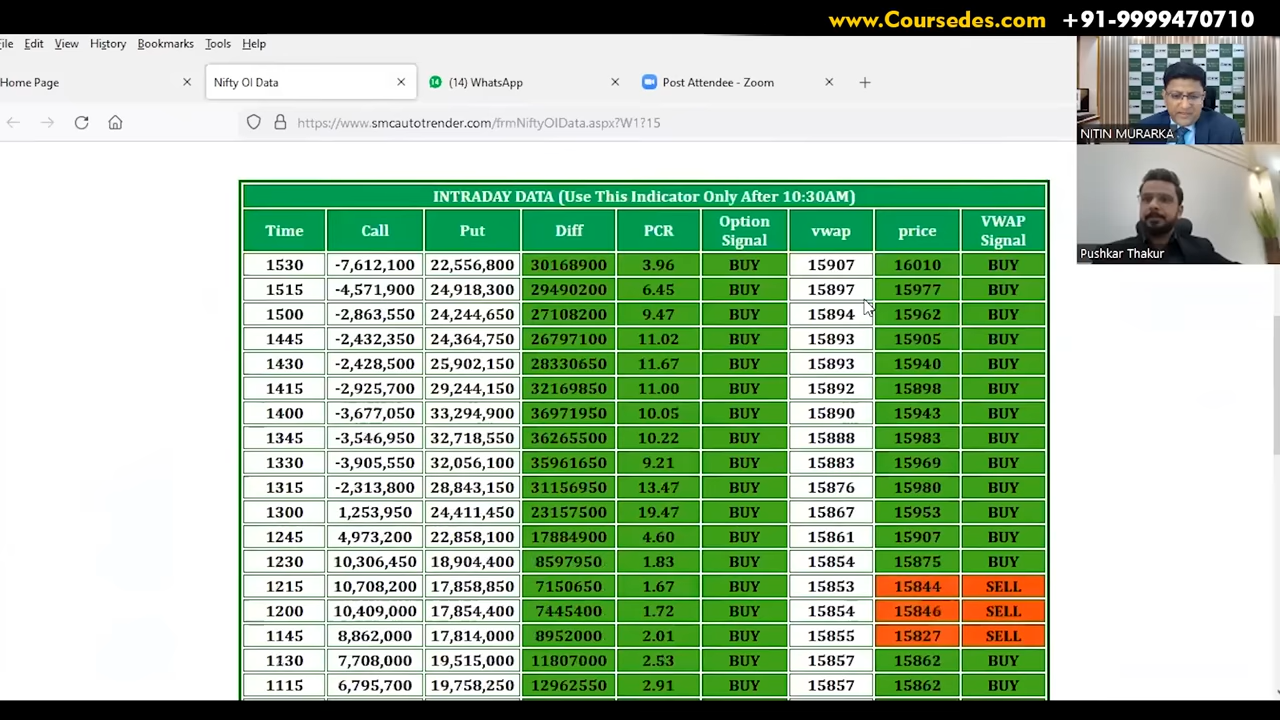 www.Coursedes.com +91-9999470710
ile Edit View History Bookmarks Tools Help
Home Page Nifty OI Data 14 (14) WhatsApp Post Attendee - Zoom
https://www.smcautotrender.com/frmNiftyOIData.aspx?W1?15
NITIN MURARKA
Pushkar Thakur
INTRADAY DATA (Use This Indicator Only After 10:30AM)
Time Call Put Diff PCR Option Signal vwap price VWAP Signal
1530 -7,612,100 22,556,800 30168900 3.96 BUY 15907 16010 BUY
1515 -4,571,900 24,918,300 29490200 6.45 BUY 15897 15977 BUY
1500 -2,863,550 24,244,650 27108200 9.47 BUY 15894 15962 BUY
1445 -2,432,350 24,364,750 26797100 11.02 BUY 15893 15905 BUY
1430 -2,428,500 25,902,150 28330650 11.67 BUY 15893 15940 BUY
1415 -2,925,700 29,244,150 32169850 11.00 BUY 15892 15898 BUY
1400 -3,677,050 33,294,900 36971950 10.05 BUY 15890 15943 BUY
1345 -3,546,950 32,718,550 36265500 10.22 BUY 15888 15983 BUY
1330 -3,905,550 32,056,100 35961650 9.21 BUY 15883 15969 BUY
1315 -2,313,800 28,843,150 31156950 13.47 BUY 15876 15980 BUY
1300 1,253,950 24,411,450 23157500 19.47 BUY 15867 15953 BUY
1245 4,973,200 22,858,100 17884900 4.60 BUY 15861 15907 BUY
1230 10,306,450 18,904,400 8597950 1.83 BUY 15854 15875 BUY
1215 10,708,200 17,858,850 7150650 1.67 BUY 15853 15844 SELL
1200 10,409,000 17,854,400 7445400 1.72 BUY 15854 15846 SELL
1145 8,862,000 17,814,000 8952000 2.01 BUY 15855 15827 SELL
1130 7,708,000 19,515,000 11807000 2.53 BUY 15857 15862 BUY
1115 6,795,700 19,758,250 12962550 2.91 BUY 15857 15862 BUY